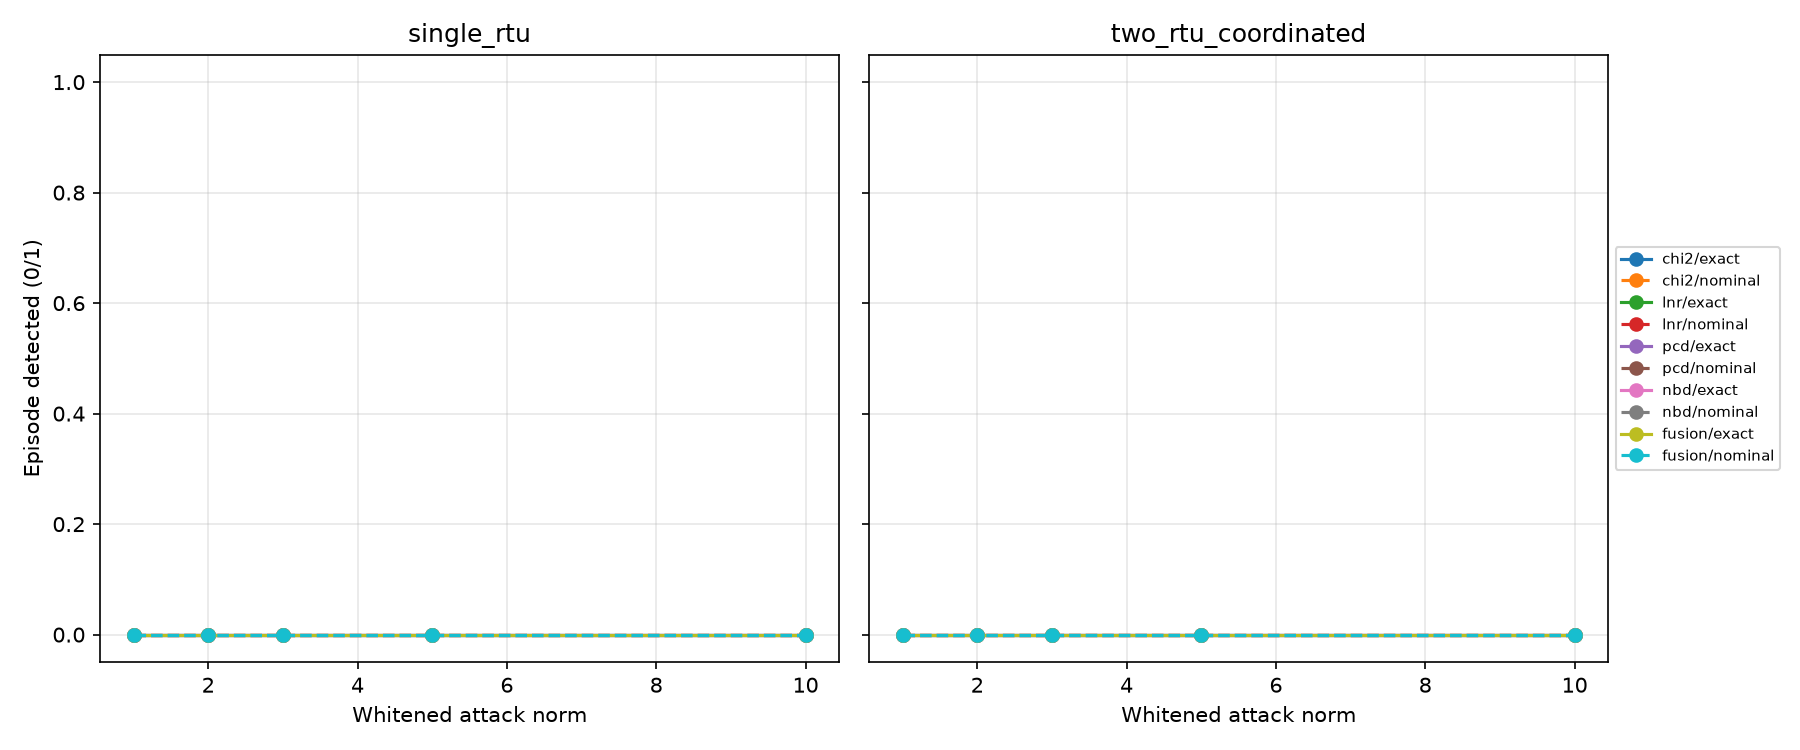 single_rtu
two_rtu_coordinated
Episode detected (0/1)
1.0
0.8
0.6
0.4
0.2
0.0
2 4 6 8 10
2 4 6 8 10
Whitened attack norm
Whitened attack norm
chi2/exact
chi2/nominal
lnr/exact
lnr/nominal
pcd/exact
pcd/nominal
nbd/exact
nbd/nominal
fusion/exact
fusion/nominal